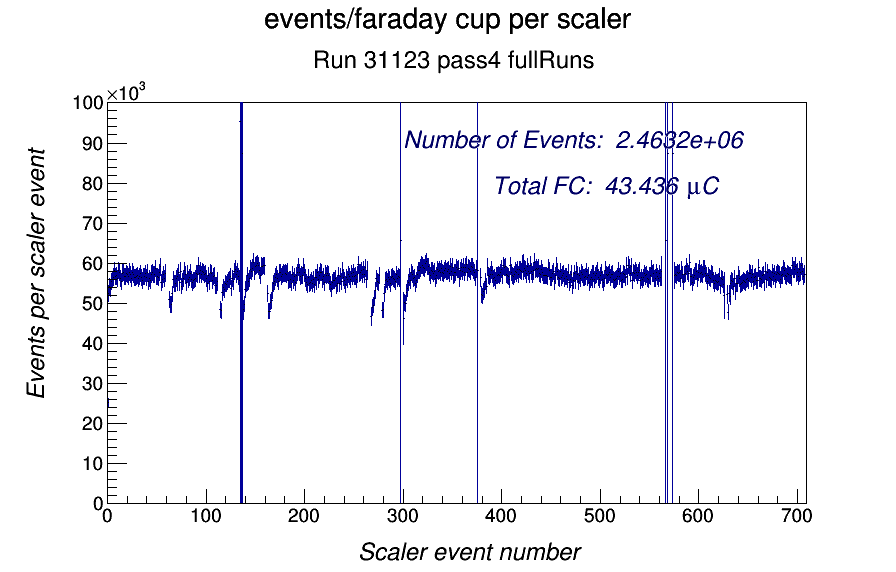 events/faraday cup per scaler
Run 31123 pass4 fullRuns
×10³
100
90
80
70
60
50
40
30
20
10
0
Events per scaler event
Number of Events: 2.4632e+06
Total FC: 43.436 μC
0 100 200 300 400 500 600 700
Scaler event number